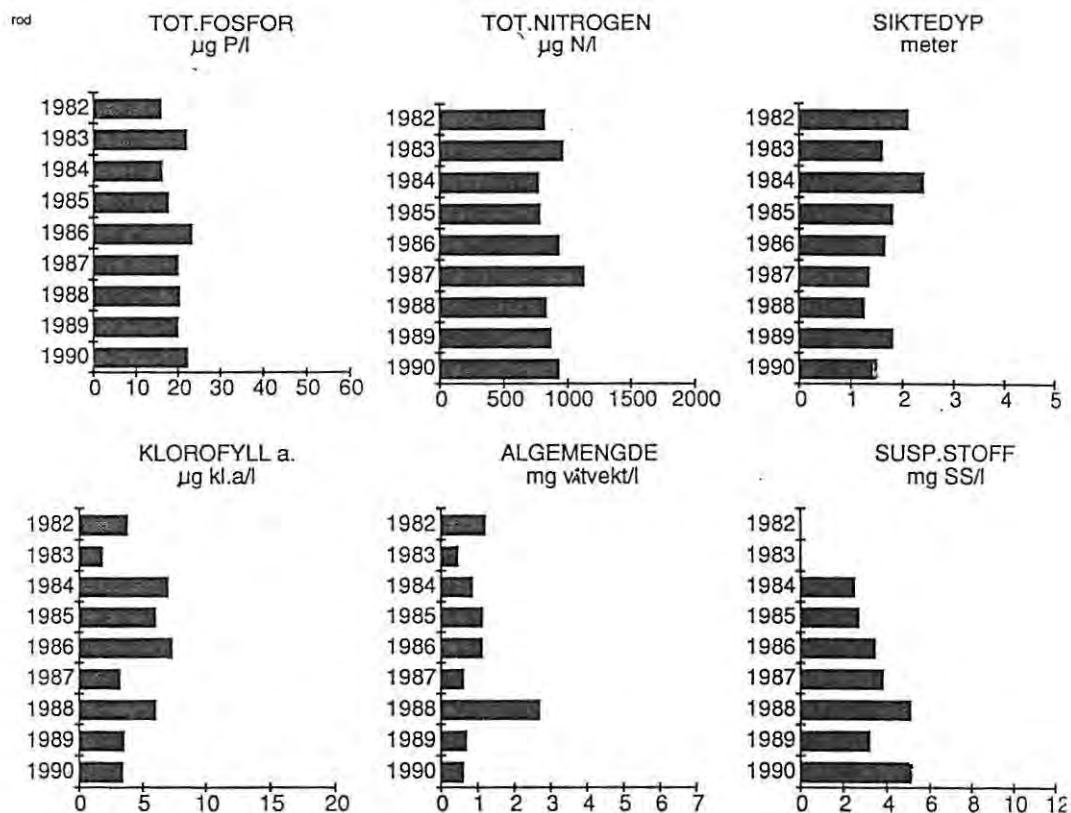 rod
TOT.FOSFOR
µg P/l
1982
1983
1984
1985
1986
1987
1988
1989
1990
0 10 20 30 40 50 60
TOT.NITROGEN
µg N/l
1982
1983
1984
1985
1986
1987
1988
1989
1990
0 500 1000 1500 2000
SIKTEDYP
meter
1982
1983
1984
1985
1986
1987
1988
1989
1990
0 1 2 3 4 5
KLOROFYLL a.
µg kl.a/l
1982
1983
1984
1985
1986
1987
1988
1989
1990
0 5 10 15 20
ALGEMENGDE
mg våtvekt/l
1982
1983
1984
1985
1986
1987
1988
1989
1990
0 1 2 3 4 5 6 7
SUSP.STOFF
mg SS/l
1982
1983
1984
1985
1986
1987
1988
1989
1990
0 2 4 6 8 10 12